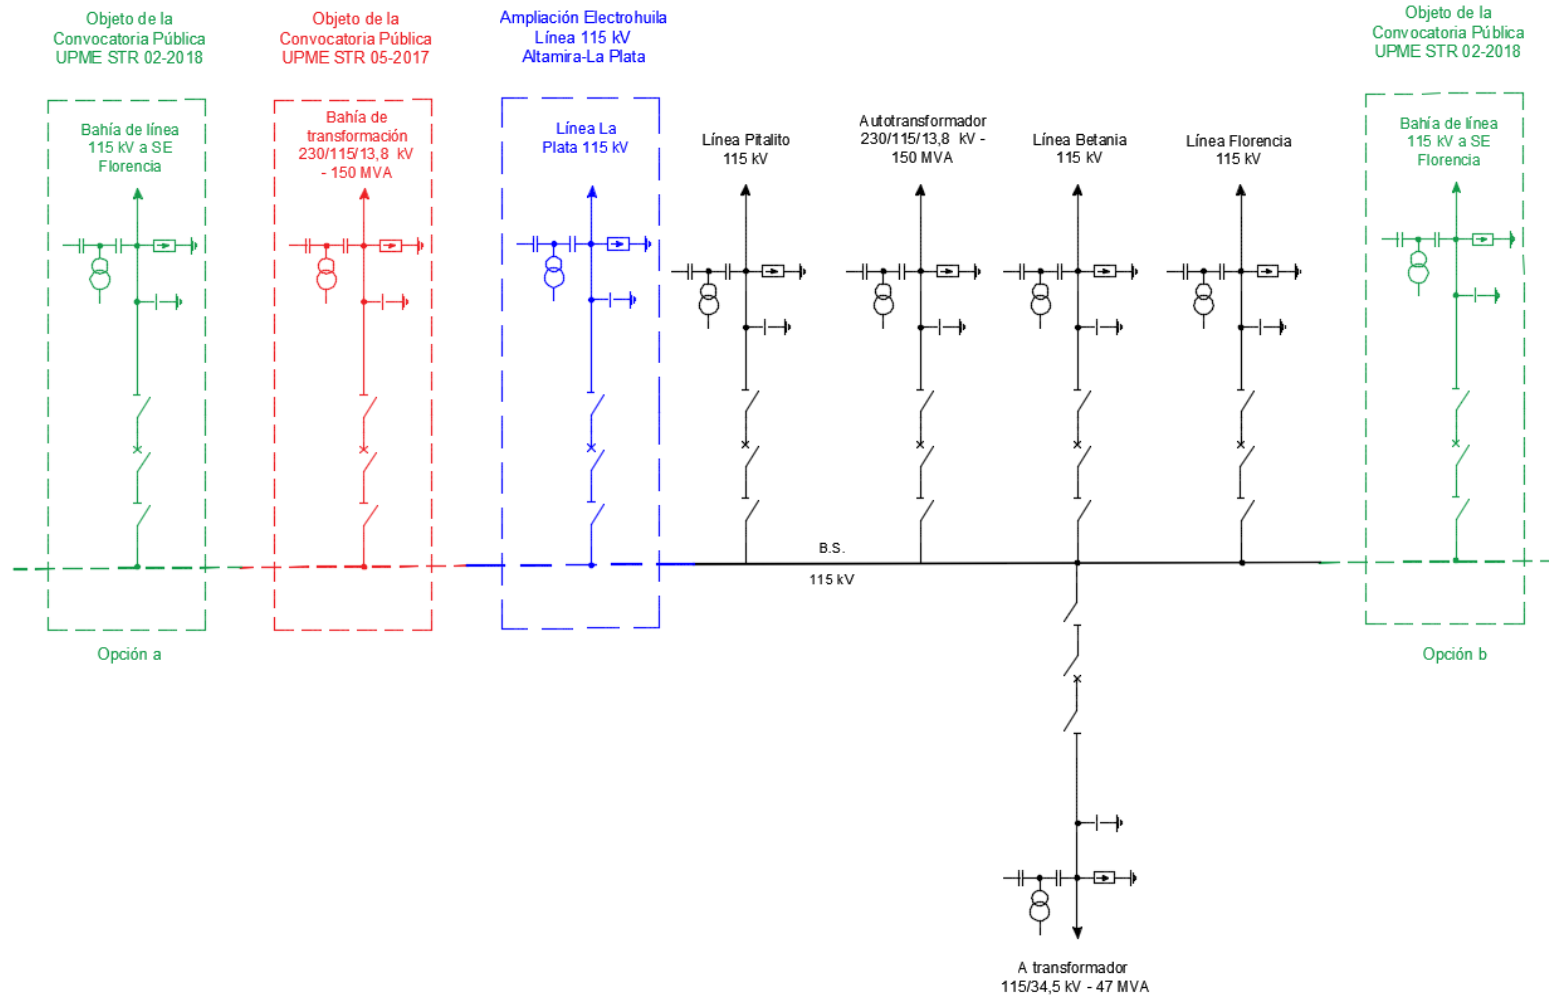 Objeto de la
Convocatoria Pública
UPME STR 02-2018
Objeto de la
Convocatoria Pública
UPME STR 05-2017
Ampliación Electrohuila
Línea 115 kV
Altamira-La Plata
Objeto de la
Convocatoria Pública
UPME STR 02-2018
Bahía de línea
115 kV a SE
Florencia
Bahía de
transformación
230/115/13,8 kV
- 150 MVA
Línea La
Plata 115 kV
Línea Pitalito
115 kV
Autotransformador
230/115/13,8 kV -
150 MVA
Línea Betania
115 kV
Línea Florencia
115 kV
Bahía de línea
115 kV a SE
Florencia
B.S.
115 kV
Opción a
Opción b
A transformador
115/34,5 kV - 47 MVA